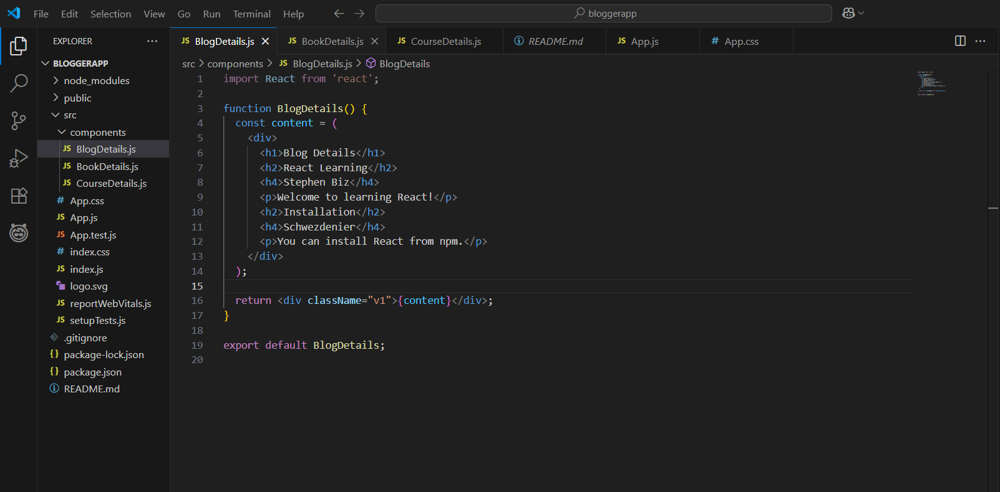 File Edit Selection View Go Run Terminal Help bloggerapp
EXPLORER
BLOGGERAPP
node_modules
public
src
components
JS BlogDetails.js
JS BookDetails.js
JS CourseDetails.js
# App.css
JS App.js
JS App.test.js
# index.css
JS index.js
logo.svg
JS reportWebVitals.js
JS setupTests.js
.gitignore
{} package-lock.json
{} package.json
README.md
JS BlogDetails.js JS BookDetails.js JS CourseDetails.js README.md JS App.js # App.css
src > components > JS BlogDetails.js > BlogDetails
1 import React from 'react';
2
3 function BlogDetails() {
4 const content = (
5 <div>
6 <h1>Blog Details</h1>
7 <h2>React Learning</h2>
8 <h4>Stephen Biz</h4>
9 <p>Welcome to learning React!</p>
10 <h2>Installation</h2>
11 <h4>Schwezdenier</h4>
12 <p>You can install React from npm.</p>
13 </div>
14 );
15
16 return <div className="v1">{content}</div>;
17 }
18
19 export default BlogDetails;
20